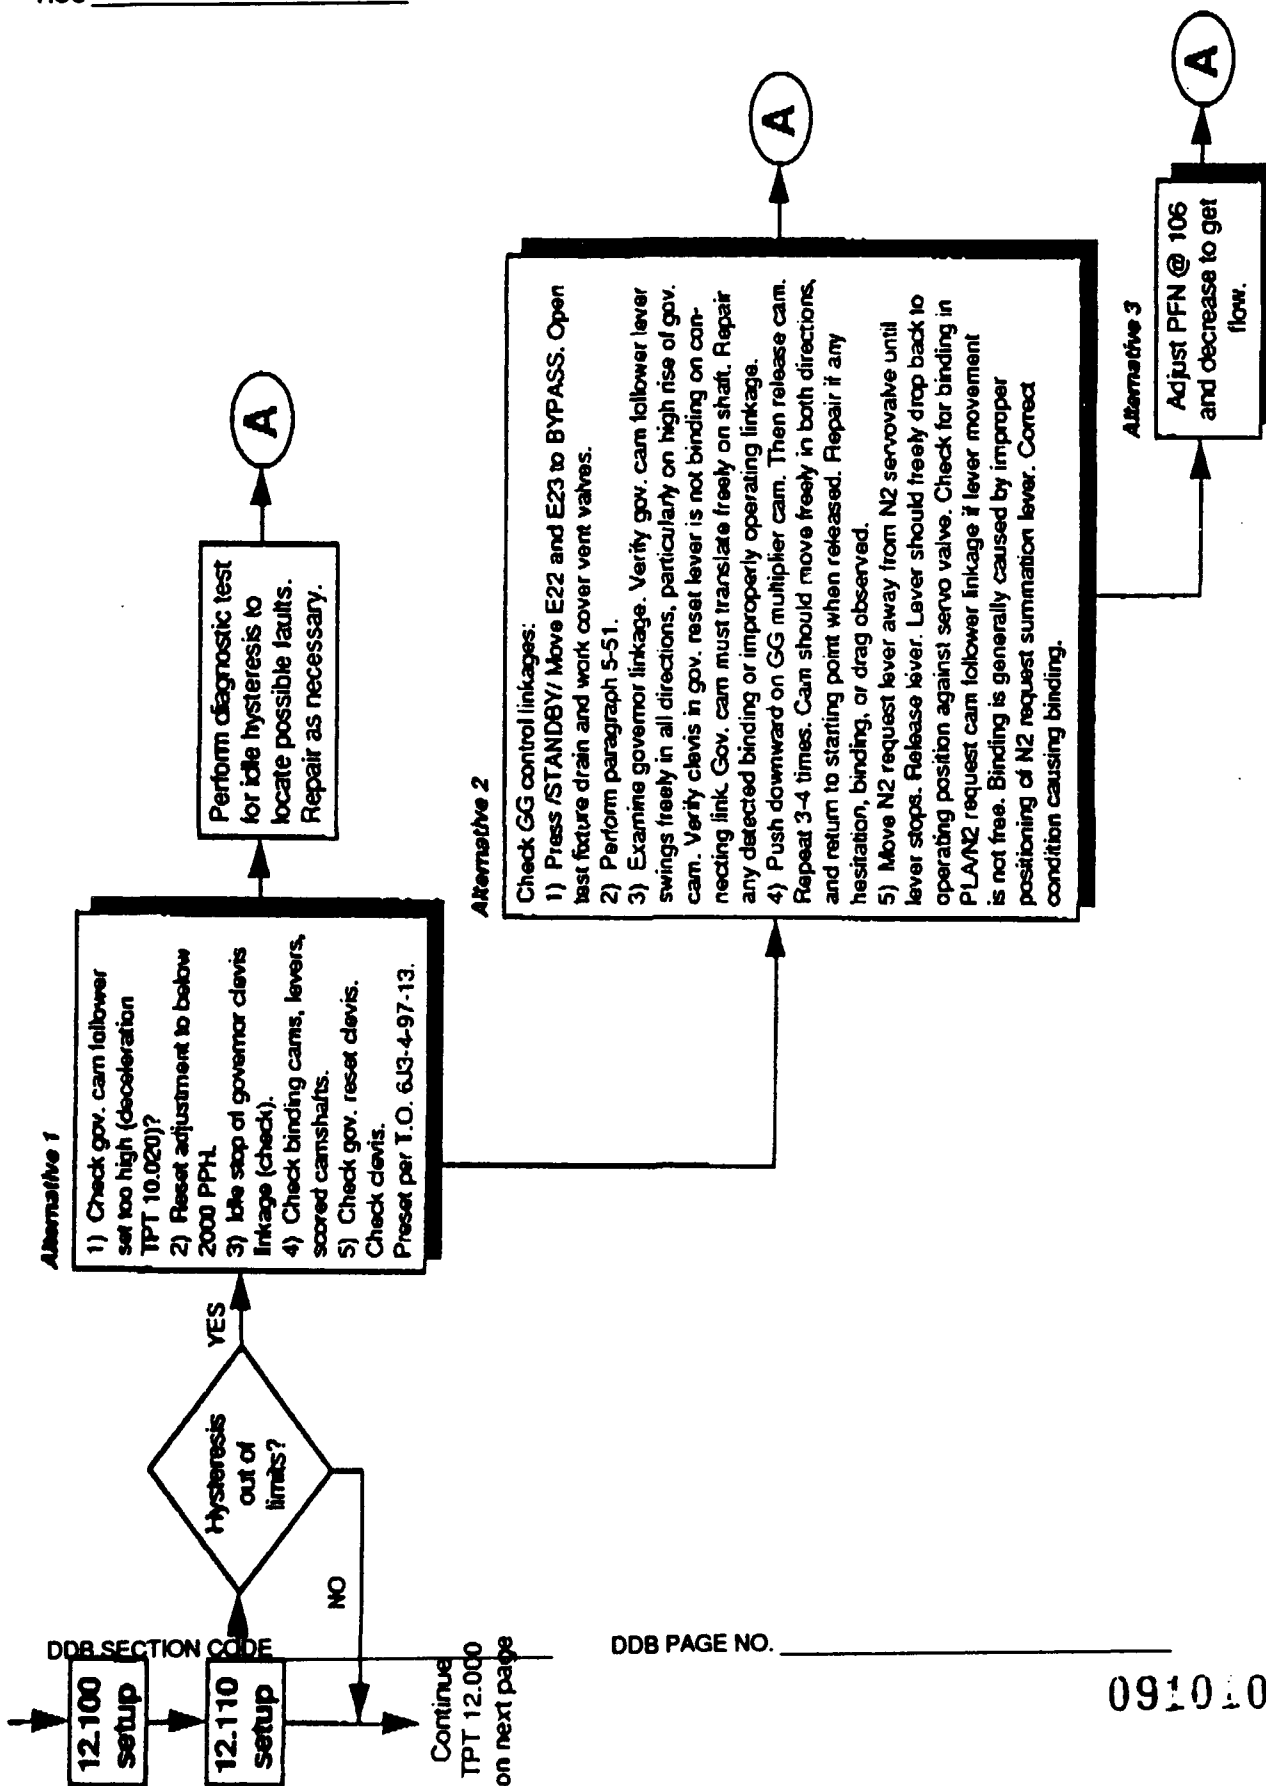 DDB SECTION CODE
DDB PAGE NO.
12.100
setup
12.110
setup
Continue
TPT 12.000
on next page
NO
Hysteresis
out of
limits?
YES
Alternative 1
1) Check gov. cam follower
set too high (deceleration
TPT 10.020)?
2) Reset adjustment to below
2000 PPH.
3) Idle stop of governor clevis
linkage (check).
4) Check binding cams, levers,
scored camshafts.
5) Check gov. reset clevis.
Check clevis.
Preset per T.O. 6J3-4-97-13.
Perform diagnostic test
for idle hysteresis to
locate possible faults.
Repair as necessary.
A
Alternative 2
Check GG control linkages:
1) Press /STANDBY/ Move E22 and E23 to BYPASS. Open
test fixture drain and work cover vent valves.
2) Perform paragraph 5-51.
3) Examine governor linkage. Verify gov. cam follower lever
swings freely in all directions, particularly on high rise of gov.
cam. Verify clevis in gov. reset lever is not binding on con-
necting link. Gov. cam must translate freely on shaft. Repair
any detected binding or improperly operating linkage.
4) Push downward on GG multiplier cam. Then release cam.
Repeat 3-4 times. Cam should move freely in both directions,
and return to starting point when released. Repair if any
hesitation, binding, or drag observed.
5) Move N2 request lever away from N2 servovalve until
lever stops. Release lever. Lever should freely drop back to
operating position against servo valve. Check for binding in
PLA/N2 request cam follower linkage if lever movement
is not free. Binding is generally caused by improper
positioning of N2 request summation lever. Correct
condition causing binding.
A
Alternative 3
Adjust PFN @ 106
and decrease to get
flow.
A